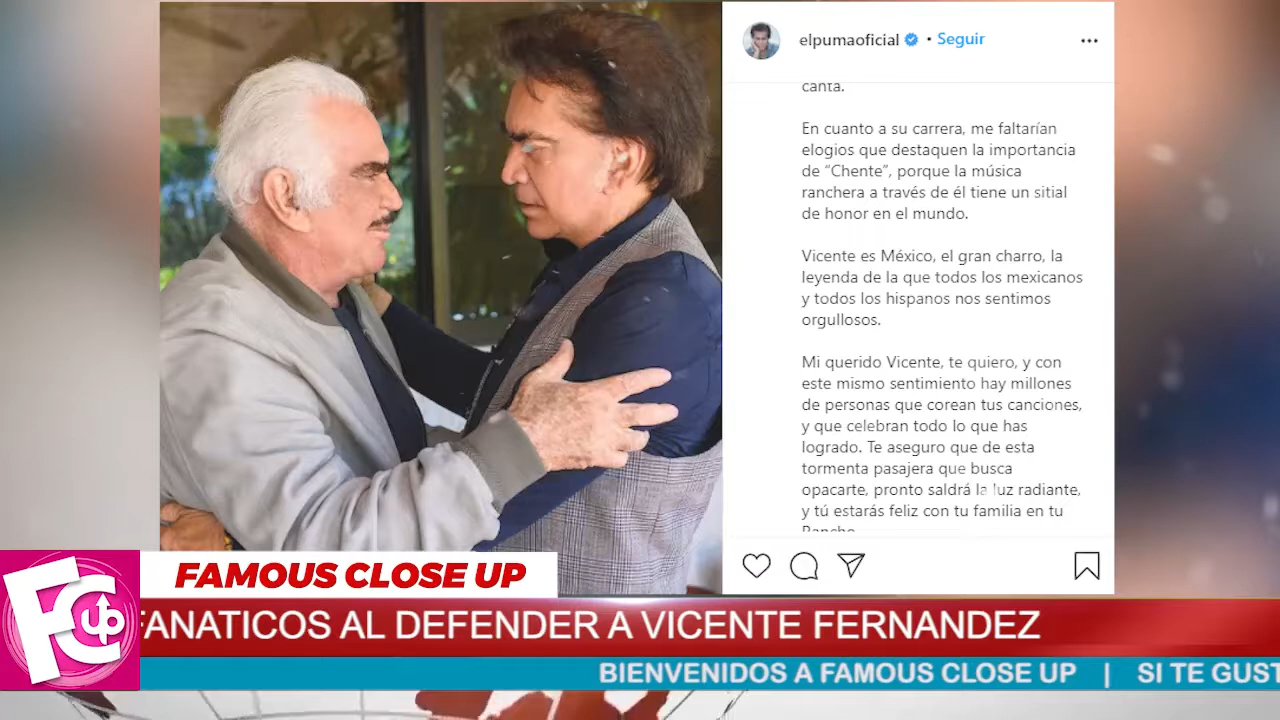 elpumaoficial • Seguir
canta.
En cuanto a su carrera, me faltarían
elogios que destaquen la importancia
de “Chente”, porque la música
ranchera a través de él tiene un sitial
de honor en el mundo.
Vicente es México, el gran charro, la
leyenda de la que todos los mexicanos
y todos los hispanos nos sentimos
orgullosos.
Mi querido Vicente, te quiero, y con
este mismo sentimiento hay millones
de personas que corean tus canciones,
y que celebran todo lo que has
logrado. Te aseguro que de esta
tormenta pasajera que busca
opacarte, pronto saldrá la luz radiante,
y tú estarás feliz con tu familia en tu
Rancho
FAMOUS CLOSE UP
FC up
FANATICOS AL DEFENDER A VICENTE FERNANDEZ
BIENVENIDOS A FAMOUS CLOSE UP | SI TE GUST